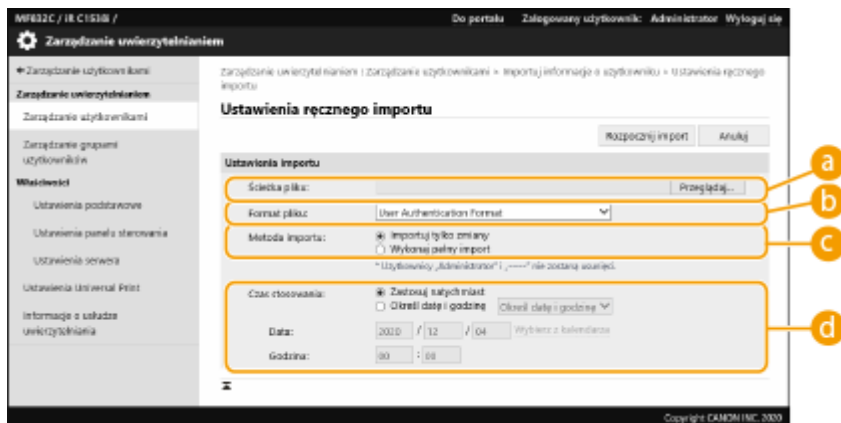 MF832C / IR C1538i /
Do portalu Zalogowany użytkownik: Administrator Wyloguj się
Zarządzanie uwierzytelnianiem
Zarządzanie użytkownikami
Zarządzanie uwierzytelnianiem : Zarządzanie użytkownikami > Importuj informacje o użytkowniku > Ustawienia ręcznego
importu
Zarządzanie uwierzytelnianiem
Zarządzanie użytkownikami
Zarządzanie grupami
użytkowników
Właściwości
Ustawienia podstawowe
Ustawienia panelu sterowania
Ustawienia serwera
Ustawienia Universal Print
Informacje o usłudze
uwierzytelniania
Ustawienia ręcznego importu
Rozpocznij import Anuluj
Ustawienia importu
Ścieżka pliku: Przeglądaj... a
Format pliku: User Authentication Format b
Metoda importu: Importuj tylko zmiany
Wykonaj pełny import c
* Użytkownicy „Administrator” i „-----” nie zostaną usunięci.
Czas stosowania: Zastosuj natychmiast
Określ datę i godzinę Określ datę i godzinę
Data: 2020 / 12 / 04 Wybierz z kalendarza d
Godzina: 00 : 00
Copyright CANON INC. 2020